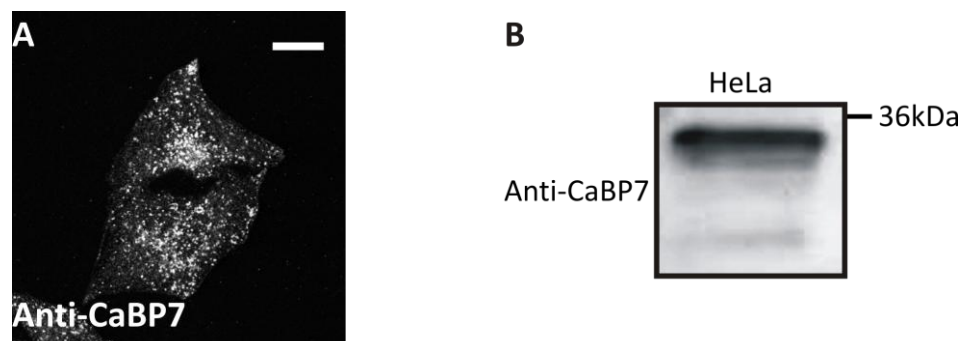 A
Anti-CaBP7
B
HeLa
36kDa
Anti-CaBP7